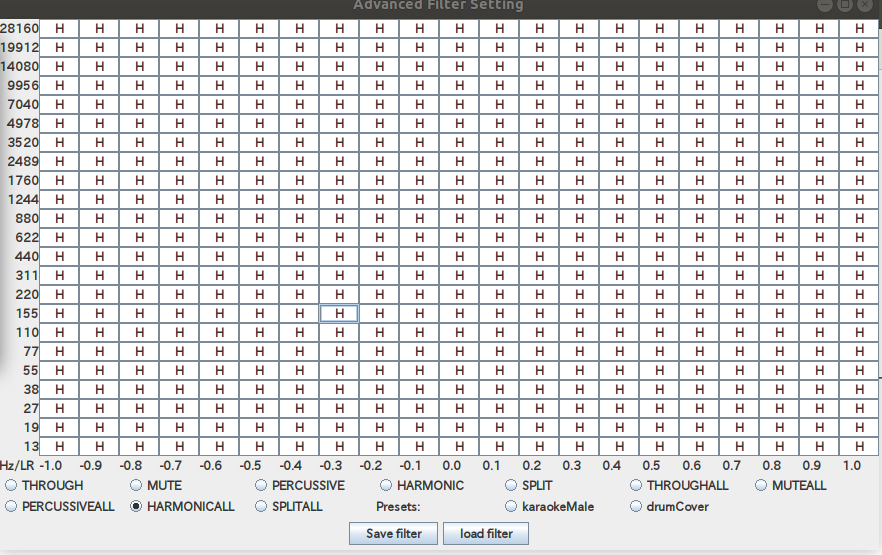 Advanced Filter Setting
28160 H H H H H H H H H H H H H H H H H H H H H
19912 H H H H H H H H H H H H H H H H H H H H H
14080 H H H H H H H H H H H H H H H H H H H H H
9956 H H H H H H H H H H H H H H H H H H H H H
7040 H H H H H H H H H H H H H H H H H H H H H
4978 H H H H H H H H H H H H H H H H H H H H H
3520 H H H H H H H H H H H H H H H H H H H H H
2489 H H H H H H H H H H H H H H H H H H H H H
1760 H H H H H H H H H H H H H H H H H H H H H
1244 H H H H H H H H H H H H H H H H H H H H H
880 H H H H H H H H H H H H H H H H H H H H H
622 H H H H H H H H H H H H H H H H H H H H H
440 H H H H H H H H H H H H H H H H H H H H H
311 H H H H H H H H H H H H H H H H H H H H H
220 H H H H H H H H H H H H H H H H H H H H H
155 H H H H H H H H H H H H H H H H H H H H H
110 H H H H H H H H H H H H H H H H H H H H H
77 H H H H H H H H H H H H H H H H H H H H H
55 H H H H H H H H H H H H H H H H H H H H H
38 H H H H H H H H H H H H H H H H H H H H H
27 H H H H H H H H H H H H H H H H H H H H H
19 H H H H H H H H H H H H H H H H H H H H H
13 H H H H H H H H H H H H H H H H H H H H H
Hz/LR -1.0 -0.9 -0.8 -0.7 -0.6 -0.5 -0.4 -0.3 -0.2 -0.1 0.0 0.1 0.2 0.3 0.4 0.5 0.6 0.7 0.8 0.9 1.0
THROUGH MUTE PERCUSSIVE HARMONIC SPLIT THROUGHALL MUTEALL
PERCUSSIVEALL HARMONICALL SPLITALL Presets: karaokeMale drumCover
Save filter load filter